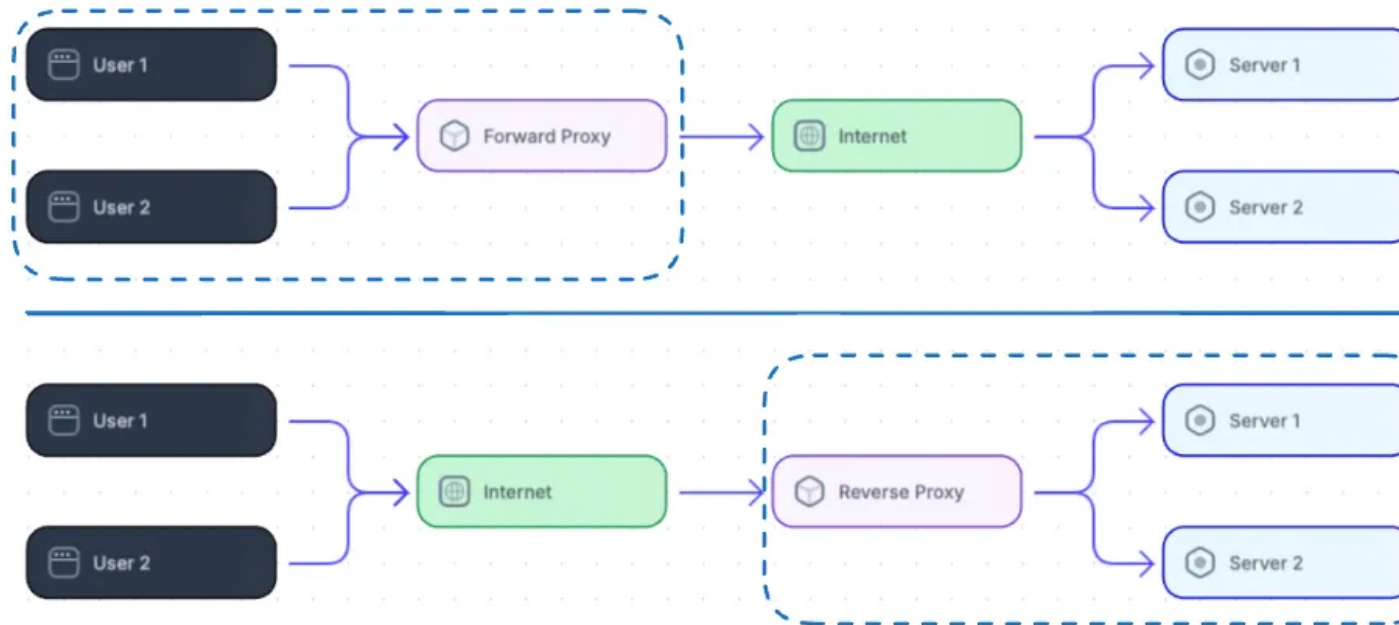 User 1
Forward Proxy
Internet
Server 1
User 2
Server 2
User 1
Internet
Reverse Proxy
Server 1
User 2
Server 2